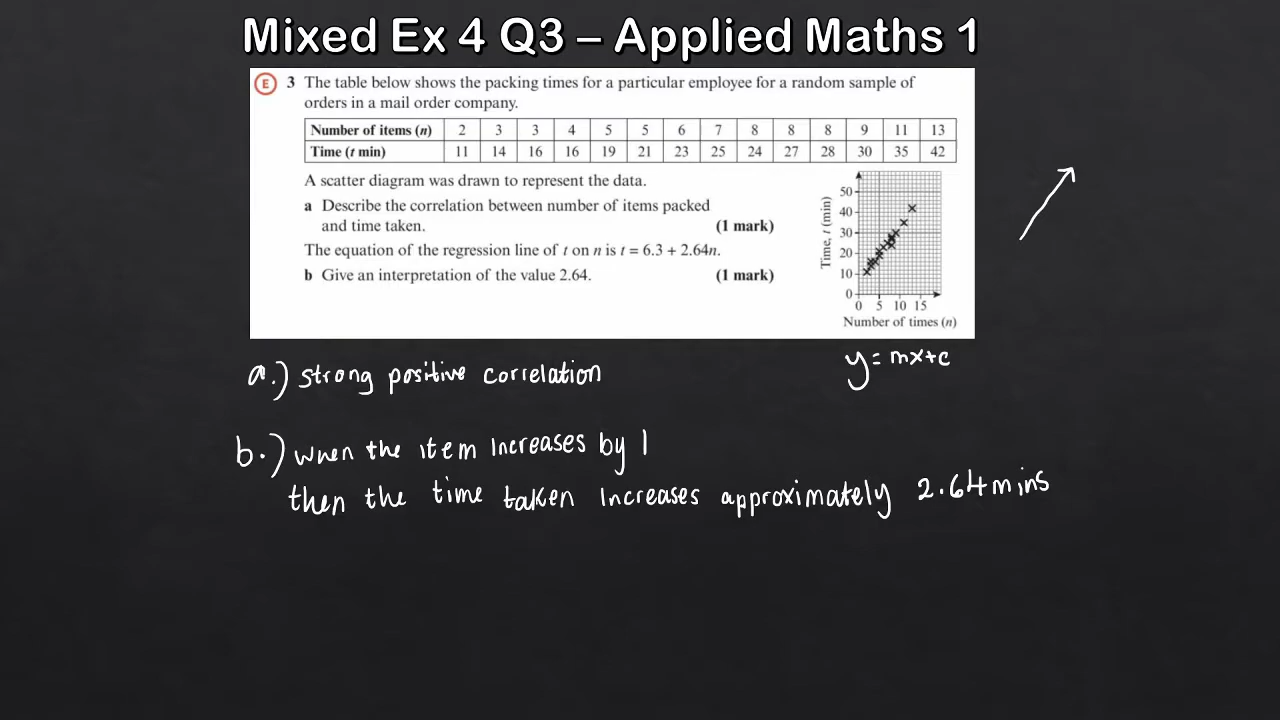 Mixed Ex 4 Q3 – Applied Maths 1
E 3 The table below shows the packing times for a particular employee for a random sample of
orders in a mail order company.
Number of items (n) 2 3 3 4 5 5 6 7 8 8 8 9 11 13
Time (t min) 11 14 16 16 19 21 23 25 24 27 28 30 35 42
A scatter diagram was drawn to represent the data.
a Describe the correlation between number of items packed
and time taken. (1 mark)
The equation of the regression line of t on n is t = 6.3 + 2.64n.
b Give an interpretation of the value 2.64. (1 mark)
Time, t (min)
50
40
30
20
10
0
0 5 10 15
Number of times (n)
y = mx+c
a.) strong positive correlation
b.) when the item increases by 1
then the time taken increases approximately 2.64mins